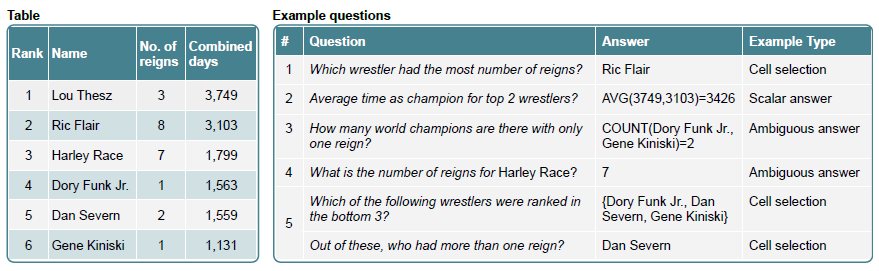 Table
Rank Name No. of reigns Combined days
1 Lou Thesz 3 3,749
2 Ric Flair 8 3,103
3 Harley Race 7 1,799
4 Dory Funk Jr. 1 1,563
5 Dan Severn 2 1,559
6 Gene Kiniski 1 1,131
Example questions
# Question Answer Example Type
1 Which wrestler had the most number of reigns? Ric Flair Cell selection
2 Average time as champion for top 2 wrestlers? AVG(3749,3103)=3426 Scalar answer
3 How many world champions are there with only one reign? COUNT(Dory Funk Jr., Gene Kiniski)=2 Ambiguous answer
4 What is the number of reigns for Harley Race? 7 Ambiguous answer
5 Which of the following wrestlers were ranked in the bottom 3? {Dory Funk Jr., Dan Severn, Gene Kiniski} Cell selection
Out of these, who had more than one reign? Dan Severn Cell selection